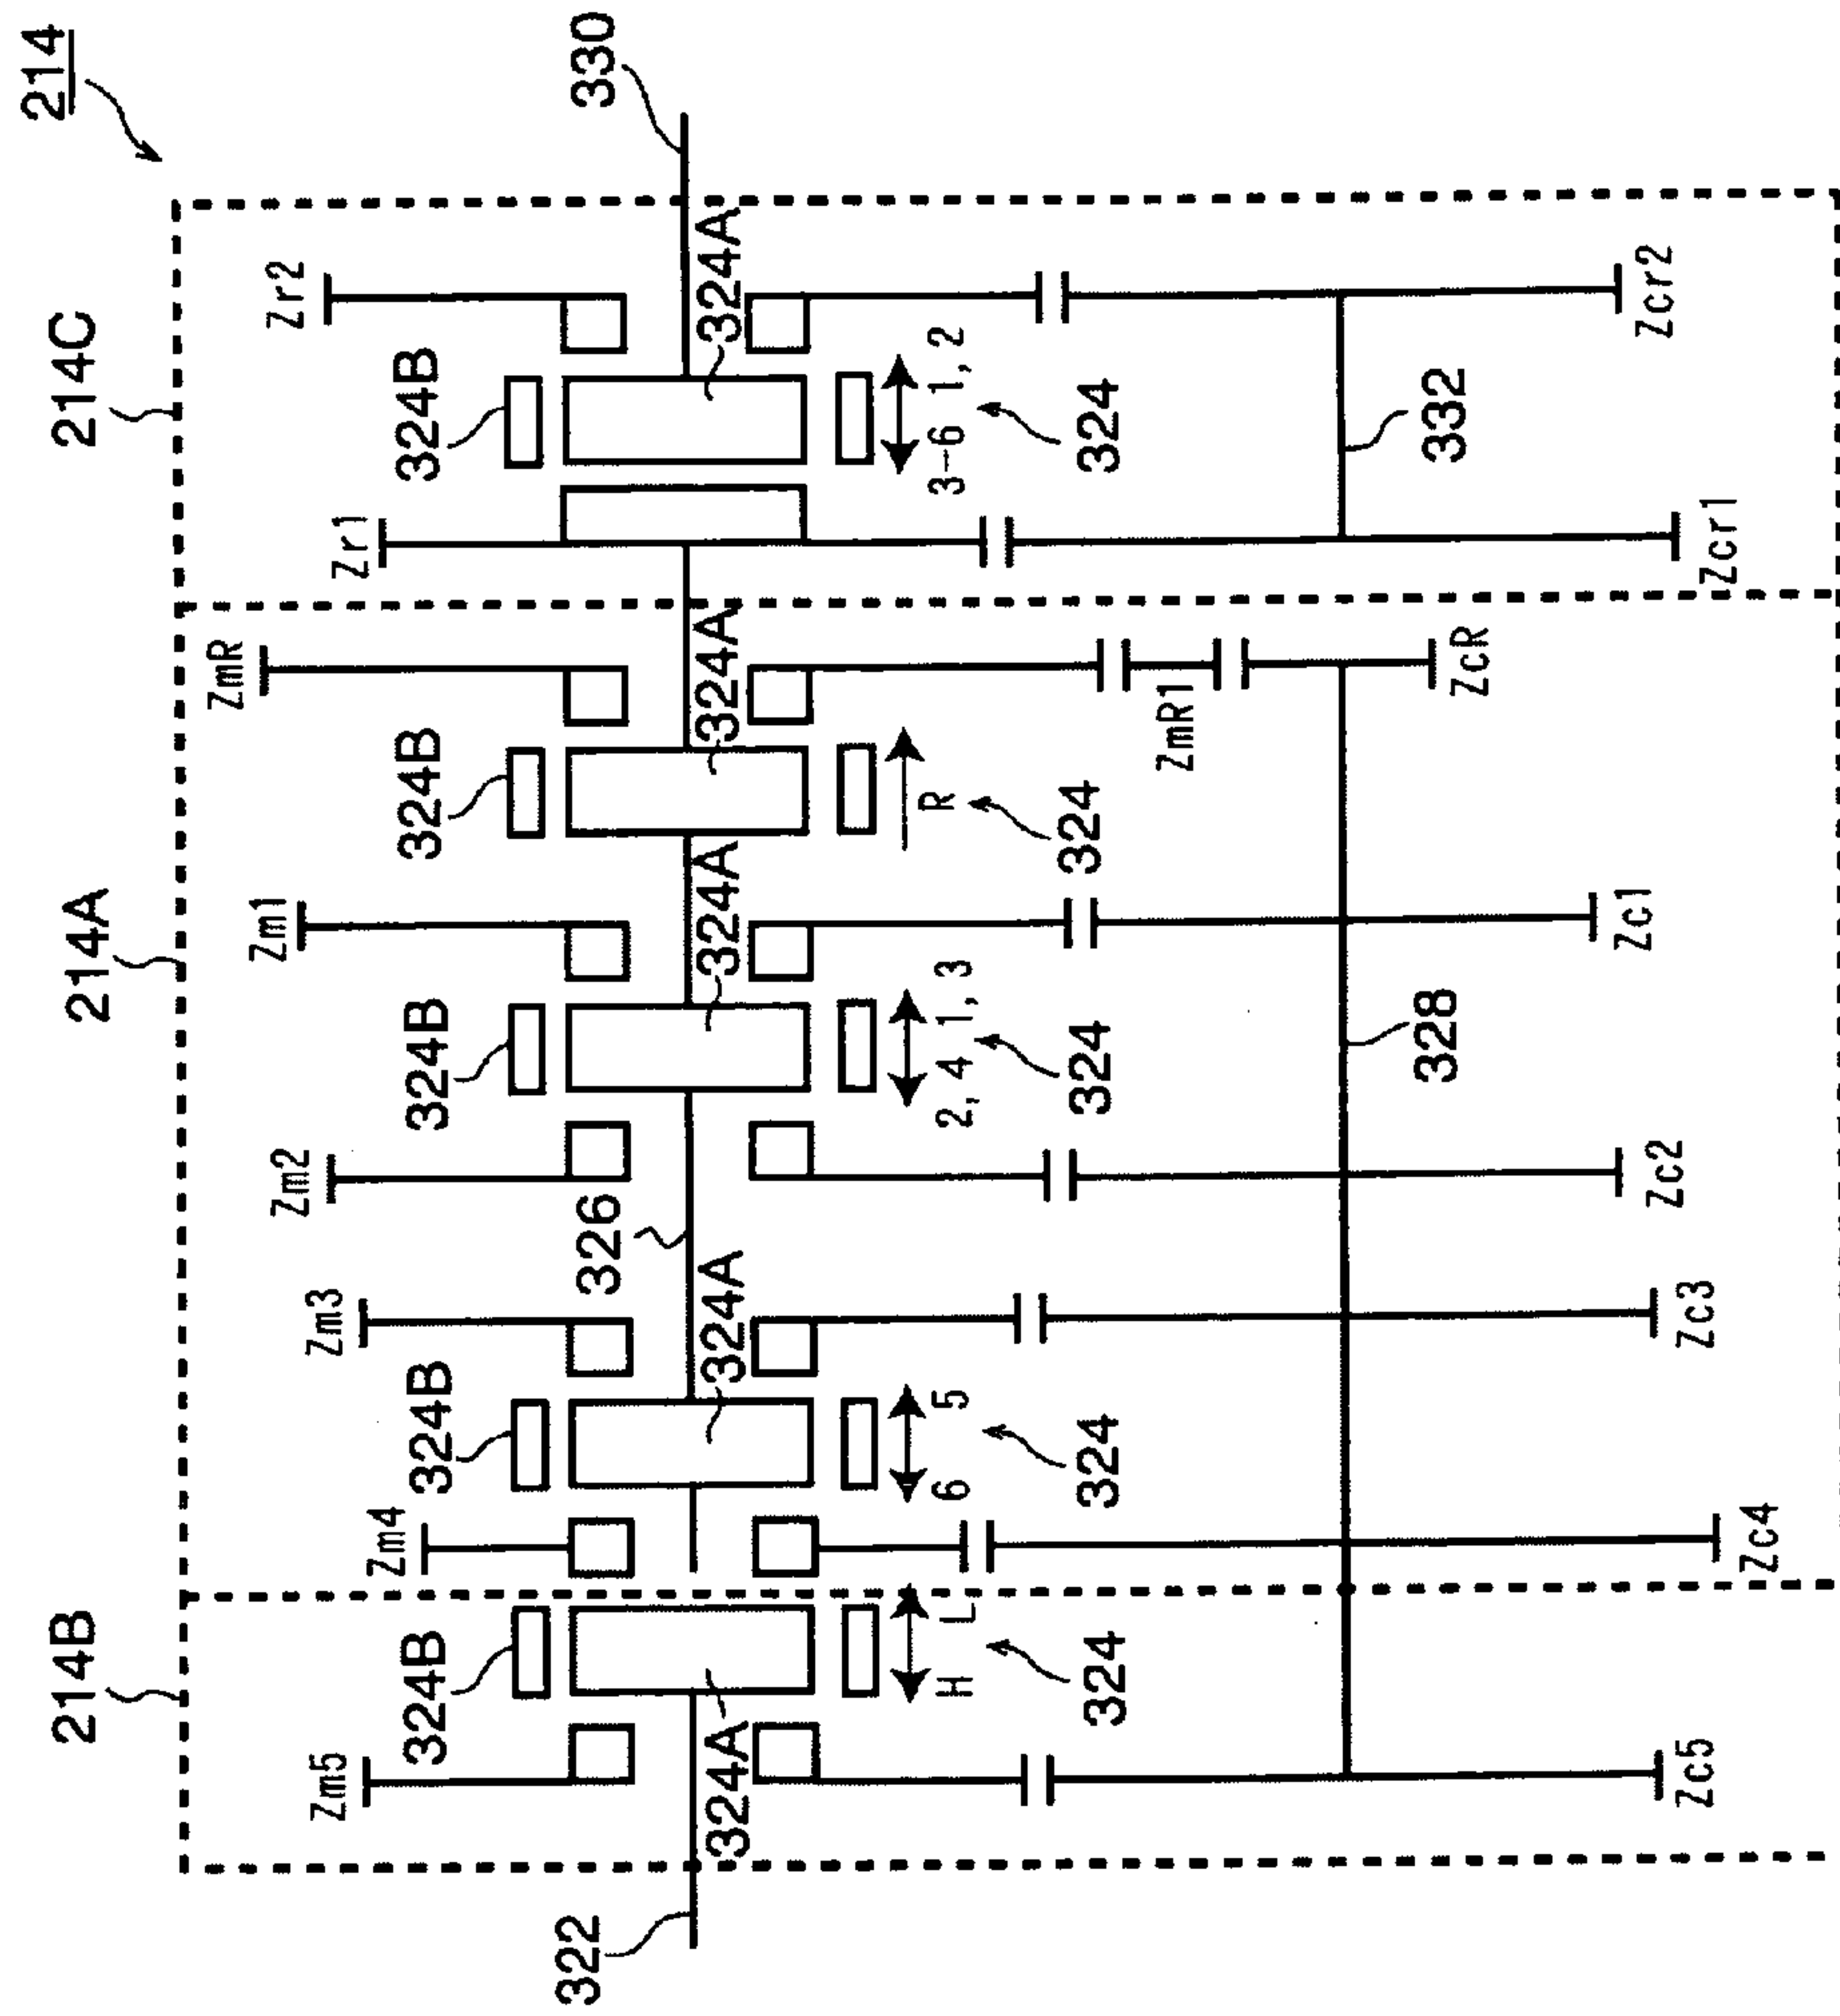 214
214B
214A
214C
Zm5
Zm4
Zm3
Zm2
Zm1
ZmR
Zr1
Zr2
324B
324B
324B
324B
324B
322
326
330
324A
324A
324A
324A
324A
H L
6 5
2, 4 1, 3
R
3-6 1, 2
324
324
324
324
324
ZmR1
328
332
Zc5
Zc4
Zc3
Zc2
Zc1
ZcR
Zcr1
Zcr2